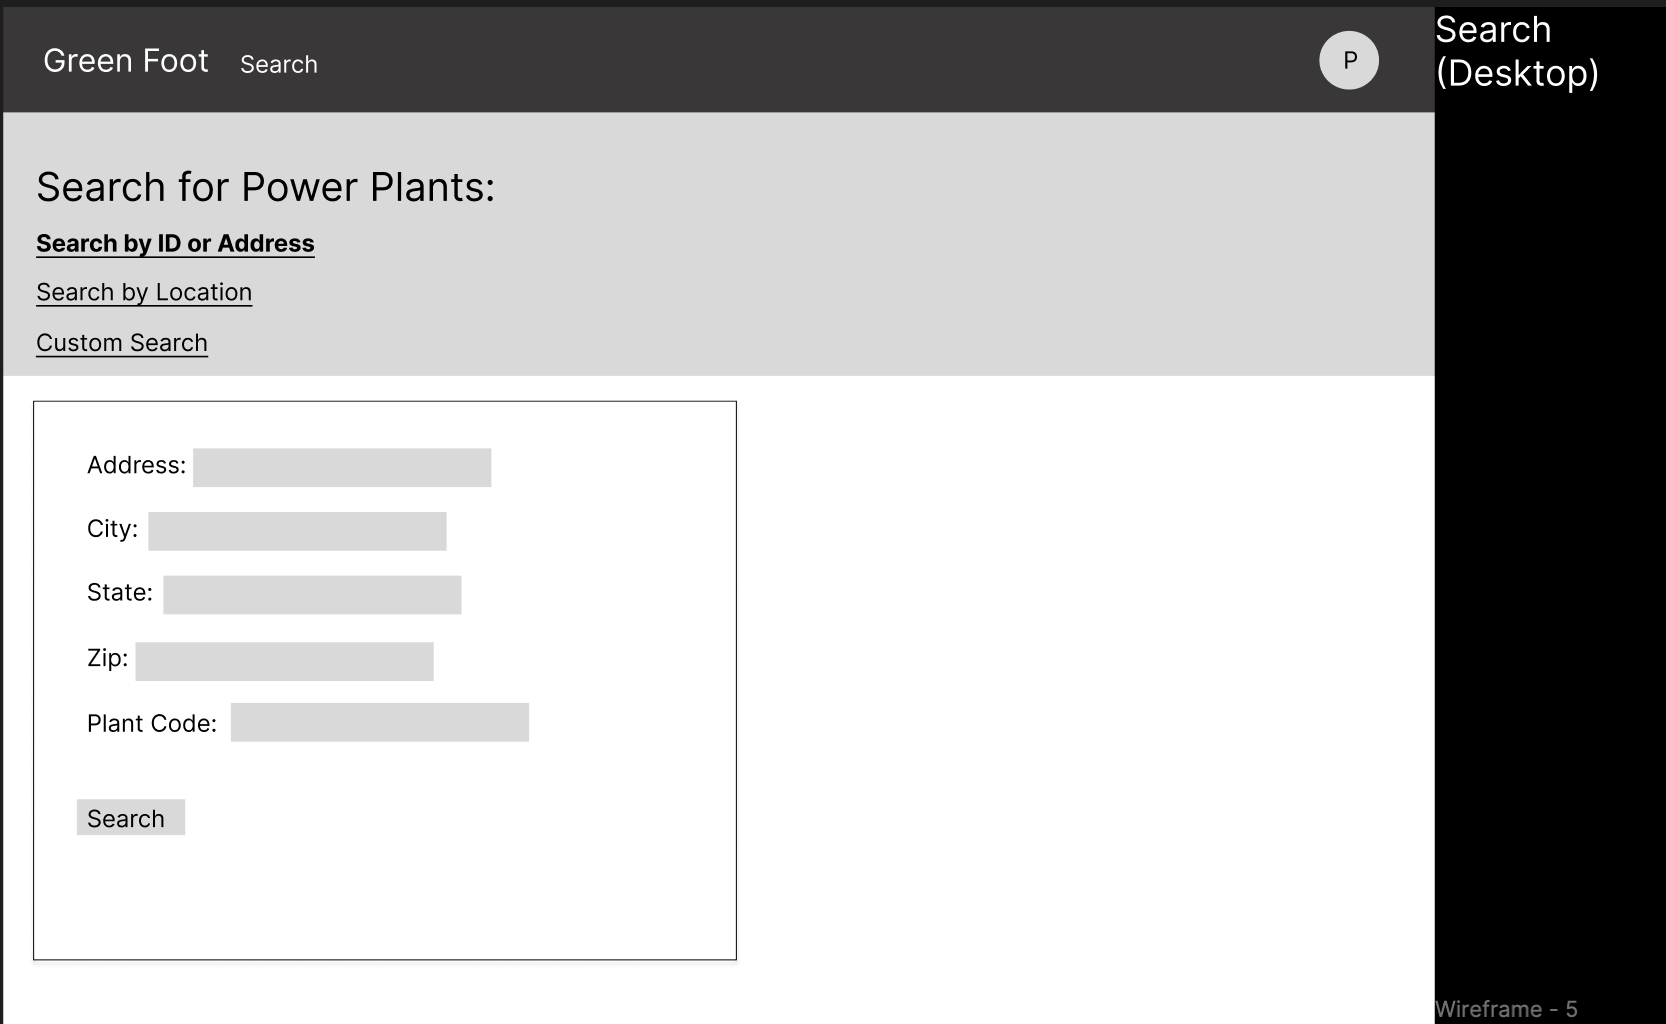 Green Foot Search P
Search
(Desktop)
Search for Power Plants:
Search by ID or Address
Search by Location
Custom Search
Address:
City:
State:
Zip:
Plant Code:
Search
Wireframe - 5